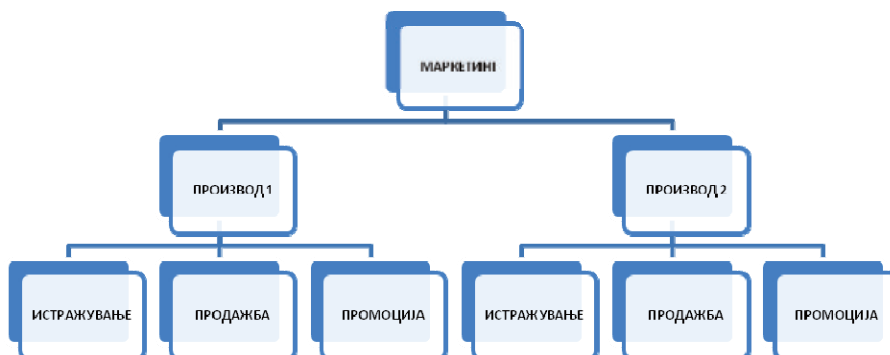 МАРКЕТИНГ
ПРОИЗВОД 1
ПРОИЗВОД 2
ИСТРАЖУВАЊЕ
ПРОДАЖБА
ПРОМОЦИЈА
ИСТРАЖУВАЊЕ
ПРОДАЖБА
ПРОМОЦИЈА